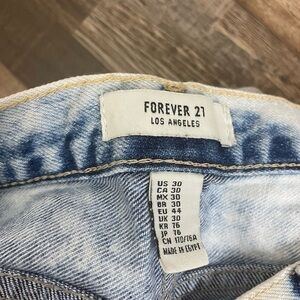 FOREVER 21
LOS ANGELES
US 30
CA 30
MX 30
BR 30
EU 44
UK 30
KR 76
JP 76
CN 170/76A
MADE IN EGYPT